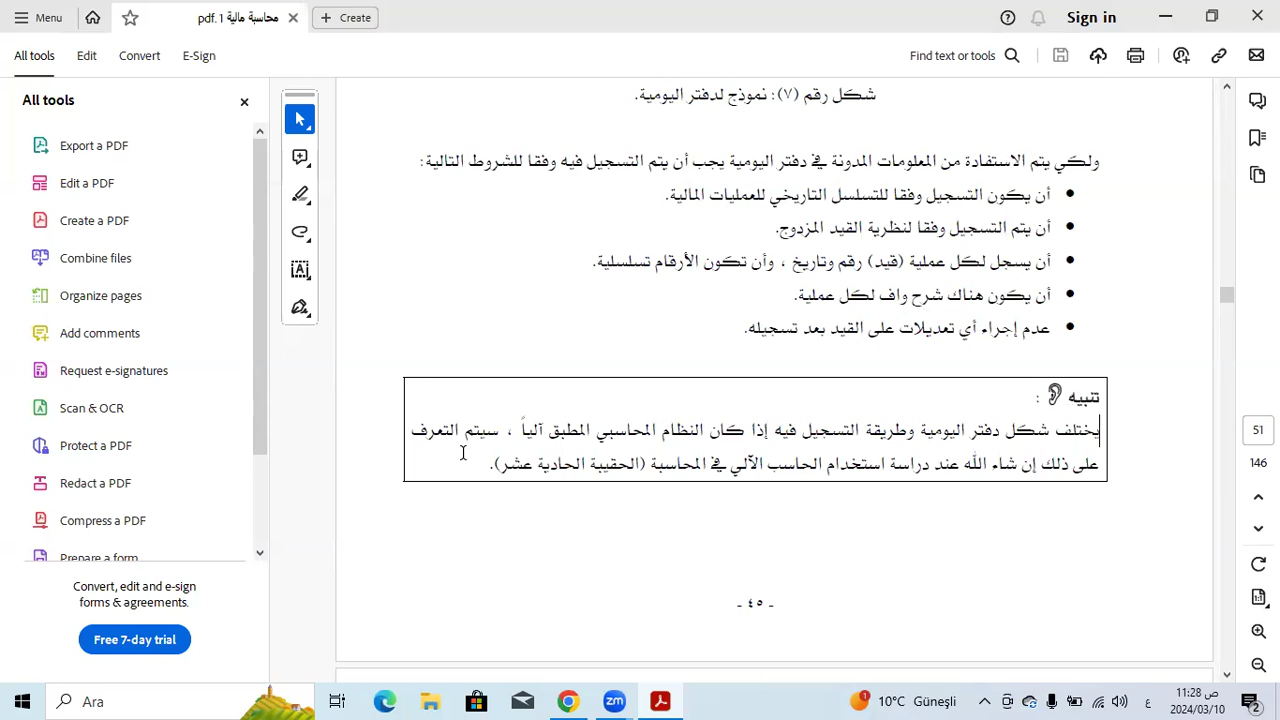 Menu
محاسبة مالية 1.pdf
Create
Sign in
All tools
Edit
Convert
E-Sign
Find text or tools
All tools
Export a PDF
Edit a PDF
Create a PDF
Combine files
Organize pages
Add comments
Request e-signatures
Scan & OCR
Protect a PDF
Redact a PDF
Compress a PDF
Prepare a form
Convert, edit and e-sign
forms & agreements.
Free 7-day trial
شكل رقم (٧): نموذج لدفتر اليومية.
ولكي يتم الاستفادة من المعلومات المدونة في دفتر اليومية يجب أن يتم التسجيل فيه وفقا للشروط التالية:
• أن يكون التسجيل وفقا للتسلسل التاريخي للعمليات المالية.
• أن يتم التسجيل وفقا لنظرية القيد المزدوج.
• أن يسجل لكل عملية (قيد) رقم وتاريخ ، وأن تكون الأرقام تسلسلية.
• أن يكون هناك شرح واف لكل عملية.
• عدم إجراء أي تعديلات على القيد بعد تسجيله.
تنبيه :
يختلف شكل دفتر اليومية وطريقة التسجيل فيه إذا كان النظام المحاسبي المطبق آلياً ، سيتم التعرف
على ذلك إن شاء الله عند دراسة استخدام الحاسب الآلي في المحاسبة (الحقيبة الحادية عشر).
- ٤٥ -
51
146
Ara
10°C Güneşli
ع
11:28 ص
2024/03/10
2